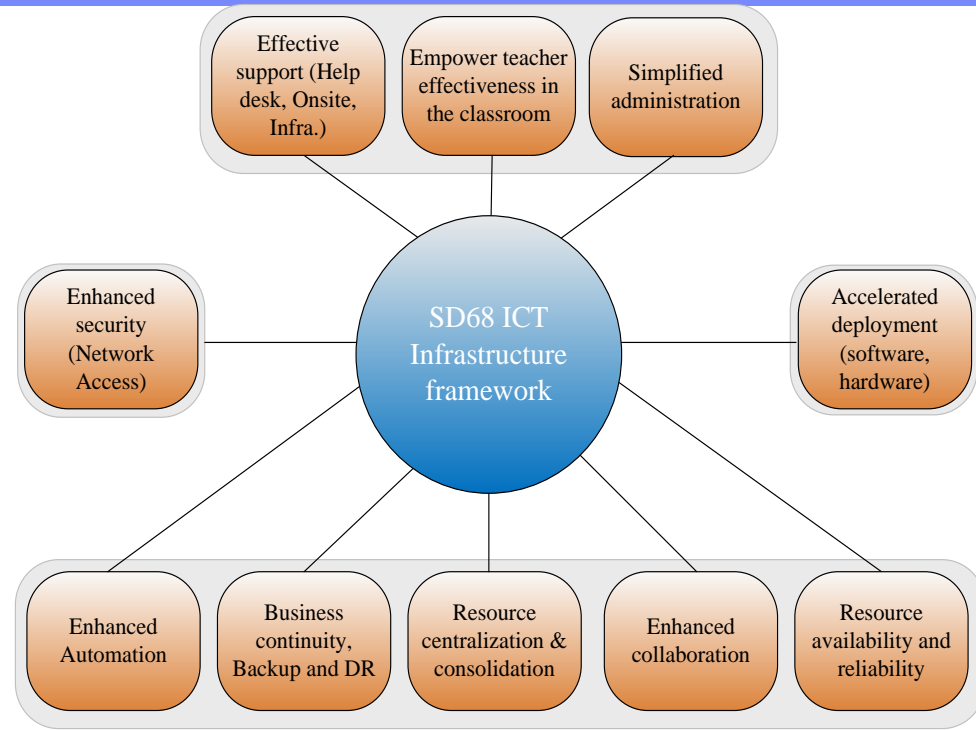 Effective
support (Help
desk, Onsite,
Infra.)
Empower teacher
effectiveness in
the classroom
Simplified
administration
Enhanced
security
(Network
Access)
SD68 ICT
Infrastructure
framework
Accelerated
deployment
(software,
hardware)
Enhanced
Automation
Business
continuity,
Backup and DR
Resource
centralization &
consolidation
Enhanced
collaboration
Resource
availability and
reliability